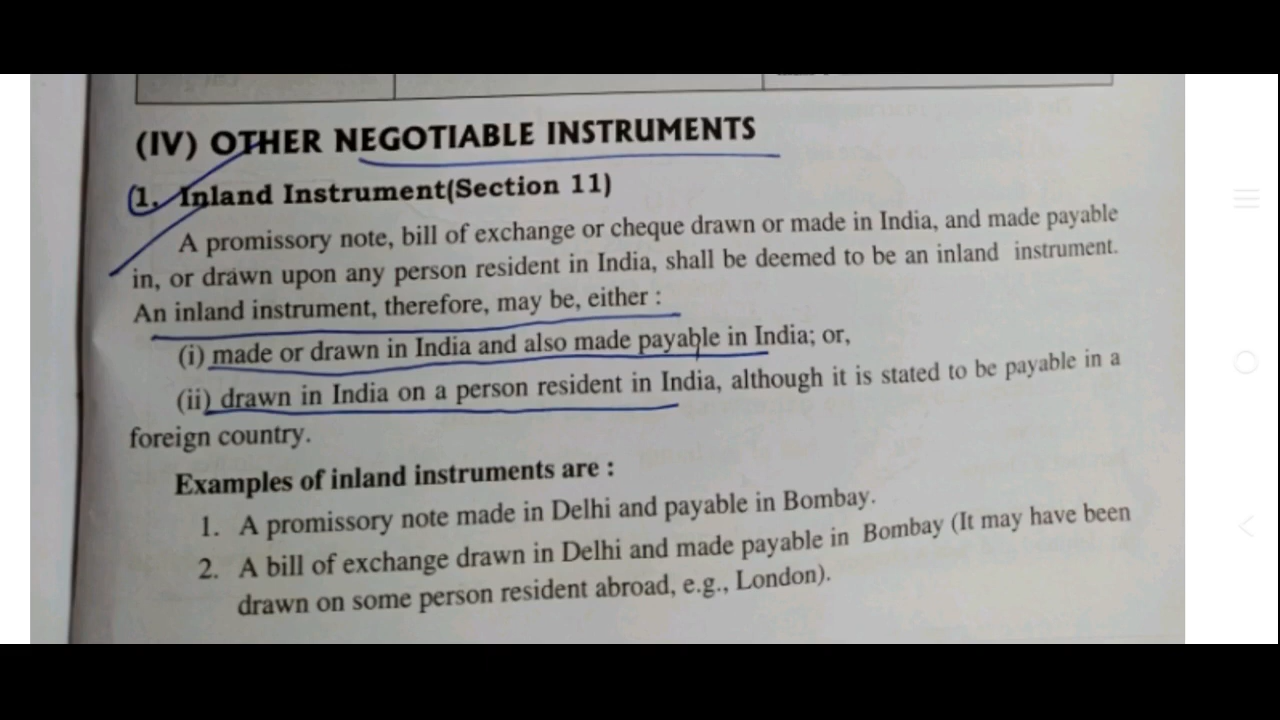 (IV) OTHER NEGOTIABLE INSTRUMENTS
1. Inland Instrument(Section 11)
A promissory note, bill of exchange or cheque drawn or made in India, and made payable
in, or drawn upon any person resident in India, shall be deemed to be an inland instrument.
An inland instrument, therefore, may be, either :
(i) made or drawn in India and also made payable in India; or,
(ii) drawn in India on a person resident in India, although it is stated to be payable in a
foreign country.
Examples of inland instruments are :
1. A promissory note made in Delhi and payable in Bombay.
2. A bill of exchange drawn in Delhi and made payable in Bombay (It may have been
drawn on some person resident abroad, e.g., London).